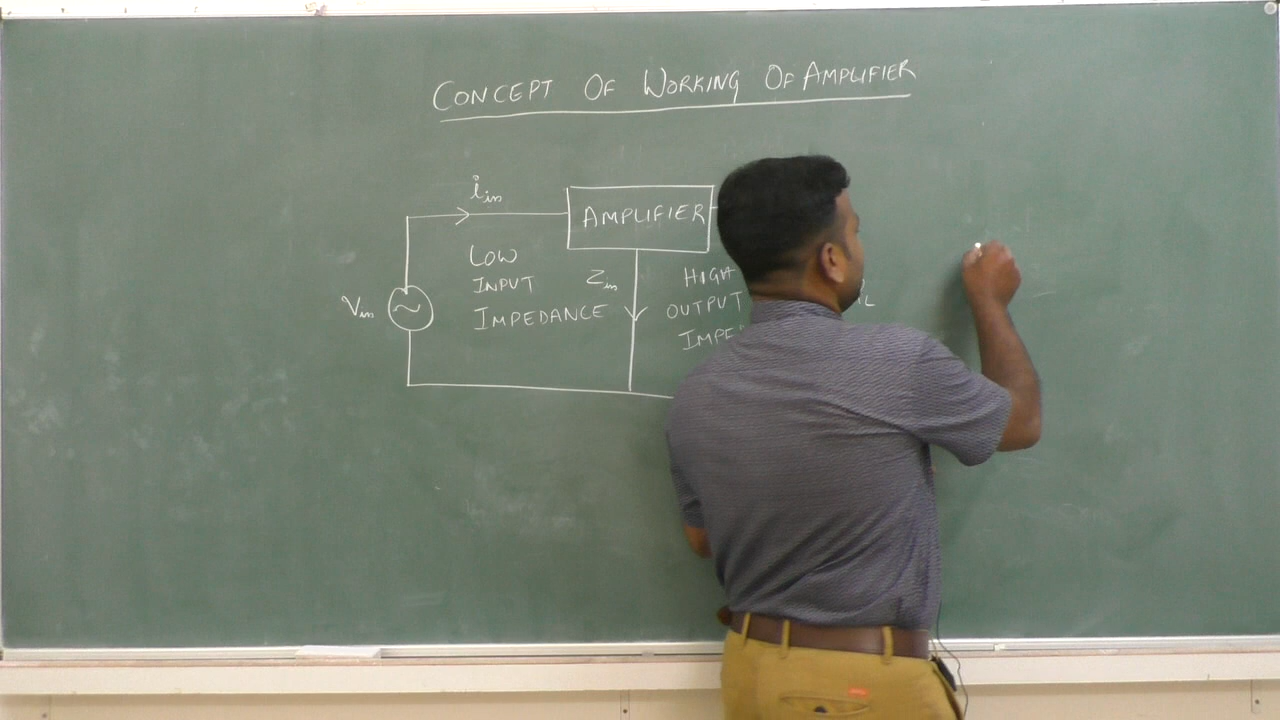 CONCEPT OF WORKING OF AMPLIFIER
iin
AMPLIFIER
LOW
INPUT
IMPEDANCE
Zin
HIGH
OUTPUT
Vin